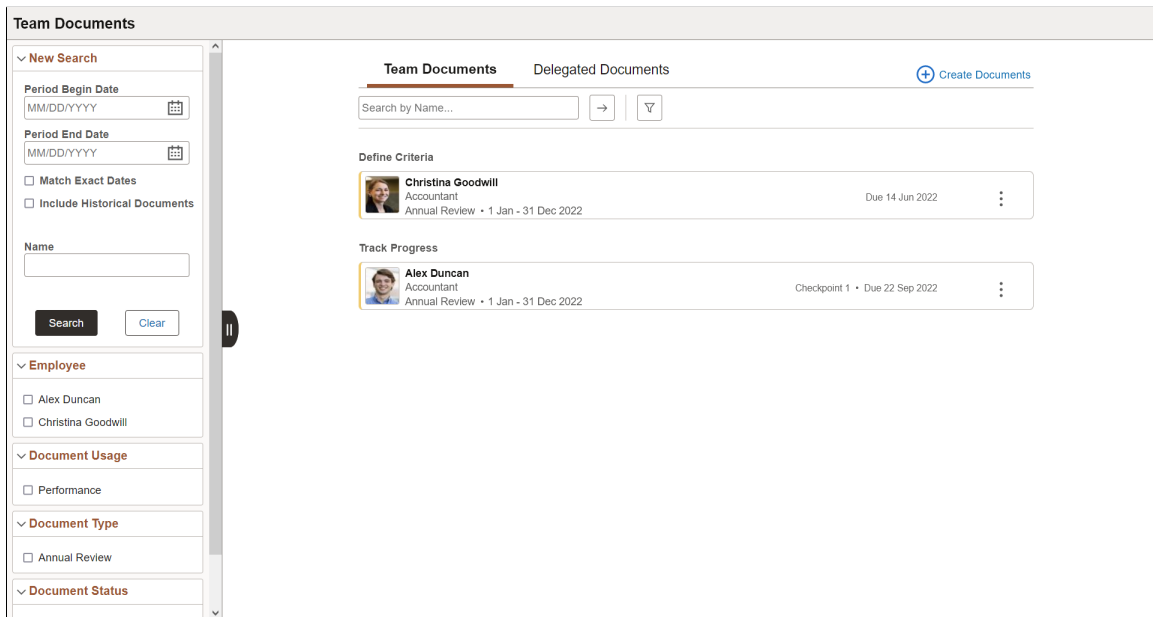 Team Documents
New Search
Period Begin Date
MM/DD/YYYY
Period End Date
MM/DD/YYYY
Match Exact Dates
Include Historical Documents
Name
Search
Clear
Employee
Alex Duncan
Christina Goodwill
Document Usage
Performance
Document Type
Annual Review
Document Status
Team Documents
Delegated Documents
Create Documents
Search by Name...
Define Criteria
Christina Goodwill
Accountant
Annual Review • 1 Jan - 31 Dec 2022
Due 14 Jun 2022
Track Progress
Alex Duncan
Accountant
Annual Review • 1 Jan - 31 Dec 2022
Checkpoint 1 • Due 22 Sep 2022